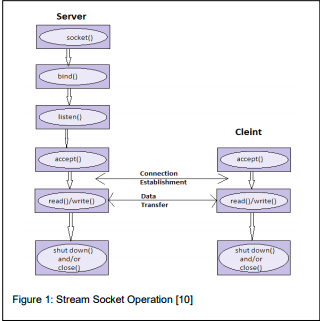 Server
socket()
bind()
listen()
Cleint
accept()
accept()
Connection
Establishment
read()/write()
read()/write()
Data
Transfer
shut down()
and/or
close()
shut down()
and/or
close()
Figure 1: Stream Socket Operation [10]